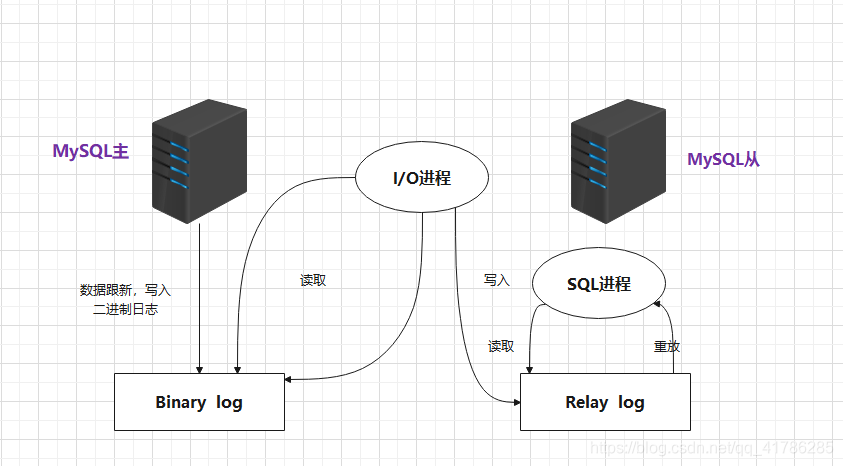 MySQL主
I/O进程
MySQL从
数据跟新，写入
二进制日志
读取
写入
SQL进程
读取
重放
Binary log
Relay log
https://blog.csdn.net/qq_41786285